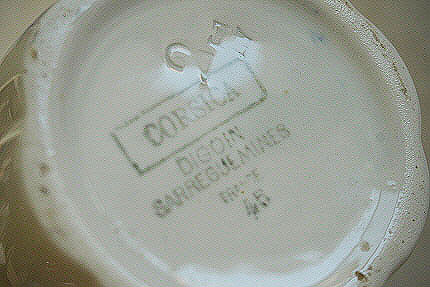 CORSICA
DIGOIN
SARREGUEMINES
FRANCE
45